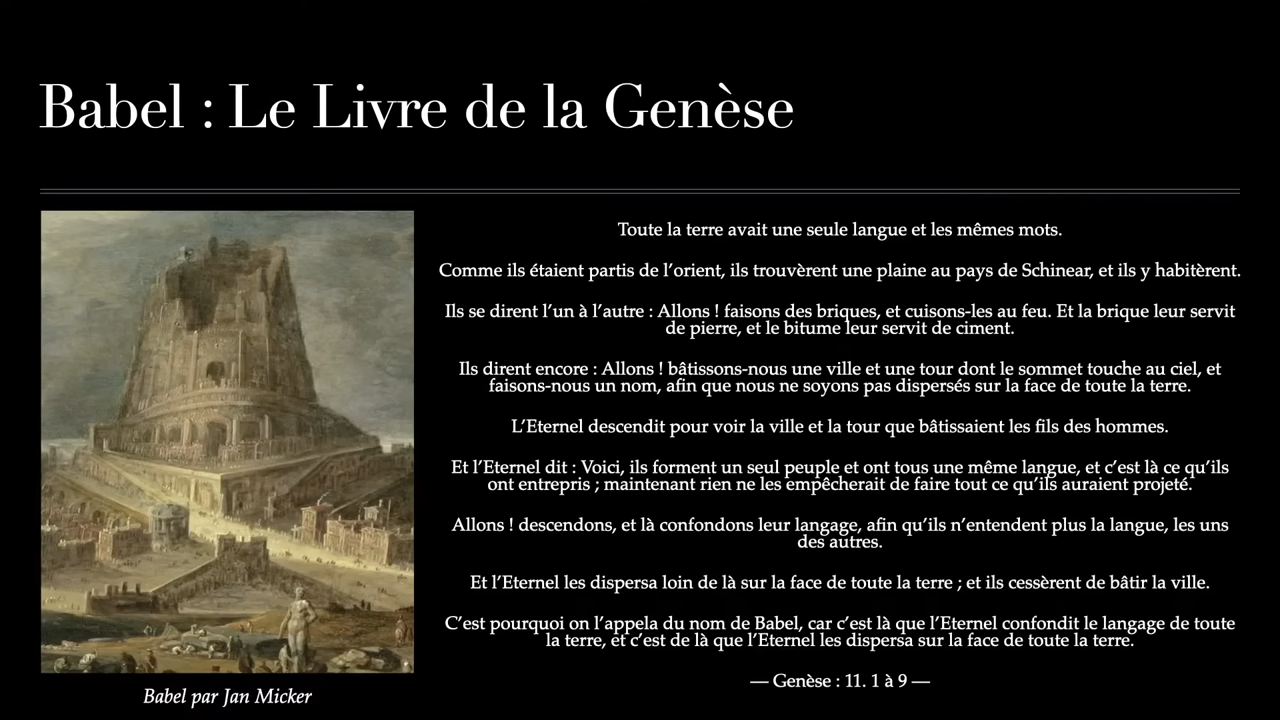 Babel : Le Livre de la Genèse
Toute la terre avait une seule langue et les mêmes mots.
Comme ils étaient partis de l’orient, ils trouvèrent une plaine au pays de Schinear, et ils y habitèrent.
Ils se dirent l’un à l’autre : Allons ! faisons des briques, et cuisons-les au feu. Et la brique leur servit
de pierre, et le bitume leur servit de ciment.
Ils dirent encore : Allons ! bâtissons-nous une ville et une tour dont le sommet touche au ciel, et
faisons-nous un nom, afin que nous ne soyons pas dispersés sur la face de toute la terre.
L’Eternel descendit pour voir la ville et la tour que bâtissaient les fils des hommes.
Et l’Eternel dit : Voici, ils forment un seul peuple et ont tous une même langue, et c’est là ce qu’ils
ont entrepris ; maintenant rien ne les empêcherait de faire tout ce qu’ils auraient projeté.
Allons ! descendons, et là confondons leur langage, afin qu’ils n’entendent plus la langue, les uns
des autres.
Et l’Eternel les dispersa loin de là sur la face de toute la terre ; et ils cessèrent de bâtir la ville.
C’est pourquoi on l’appela du nom de Babel, car c’est là que l’Eternel confondit le langage de toute
la terre, et c’est de là que l’Eternel les dispersa sur la face de toute la terre.
— Genèse : 11. 1 à 9 —
Babel par Jan Micker